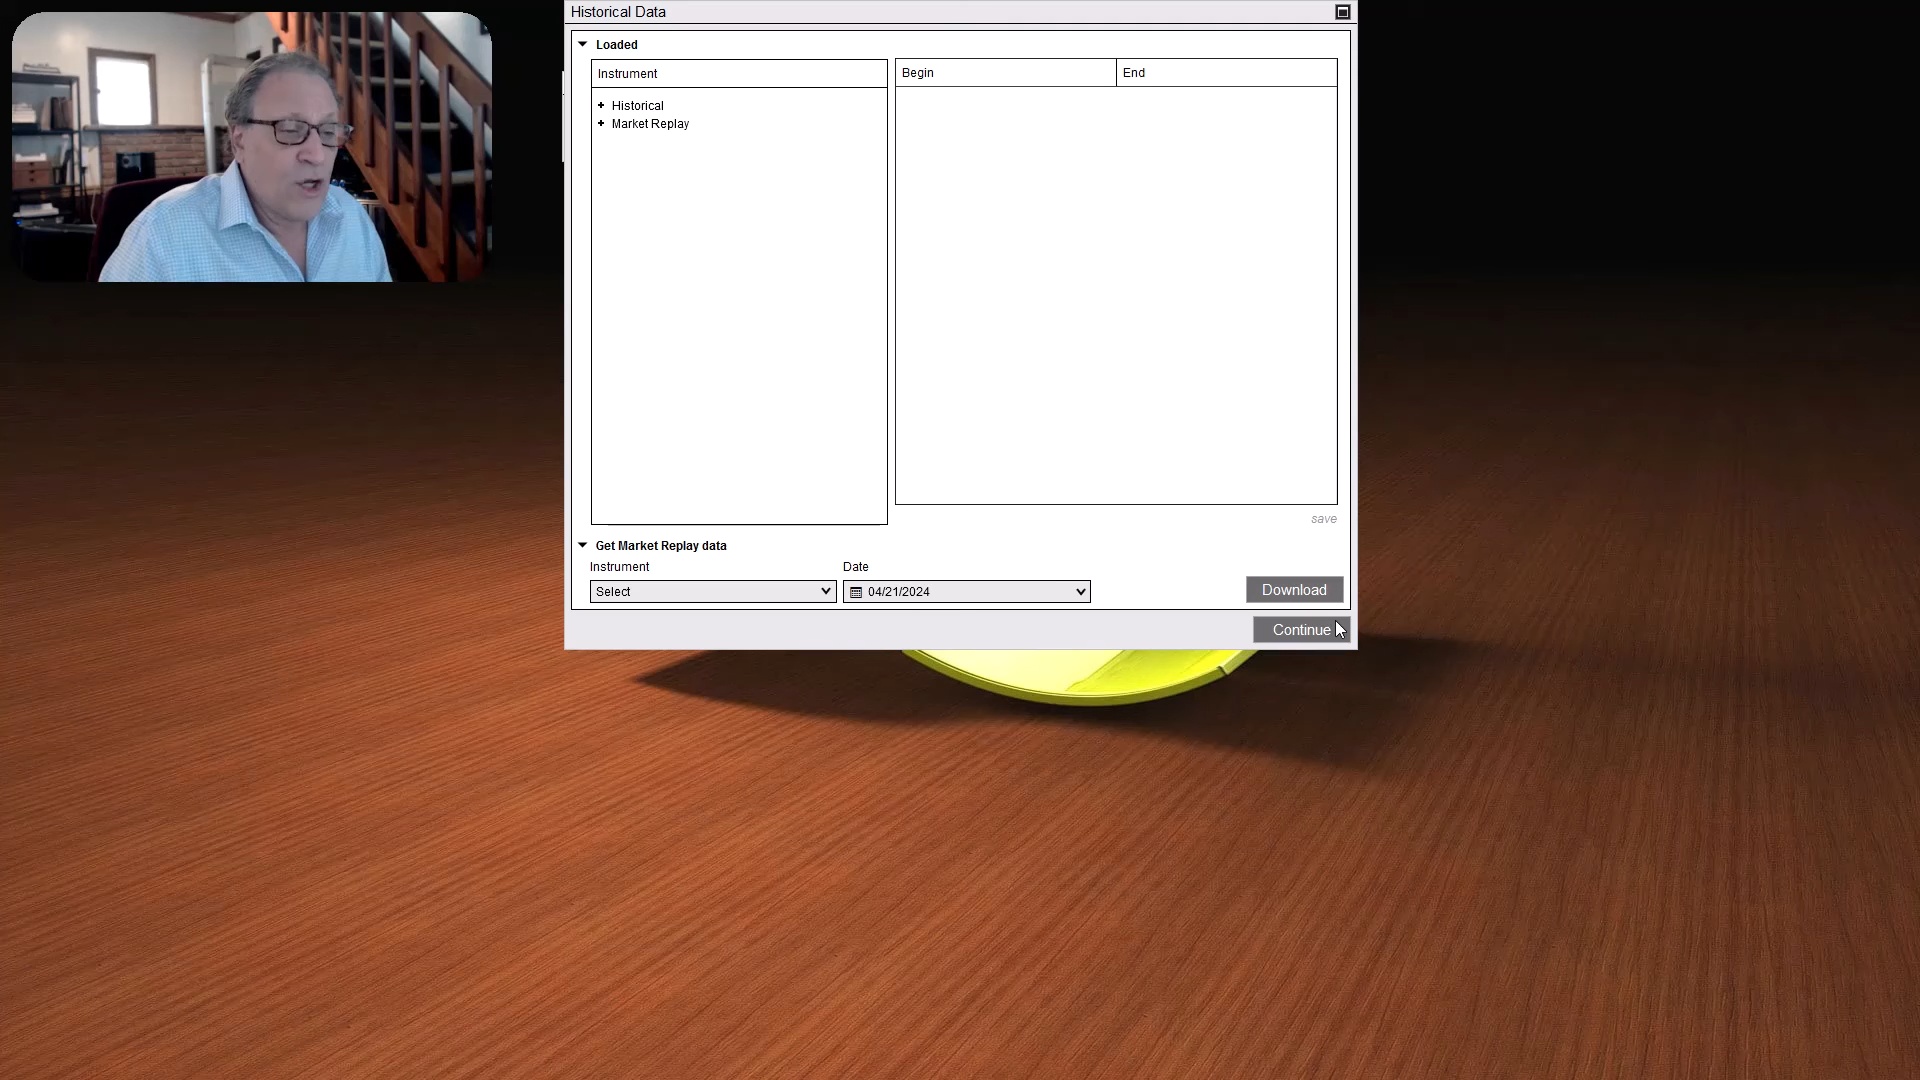 Historical Data
Loaded
Instrument
Begin
End
Historical
Market Replay
save
Get Market Replay data
Instrument
Date
Select
04/21/2024
Download
Continue